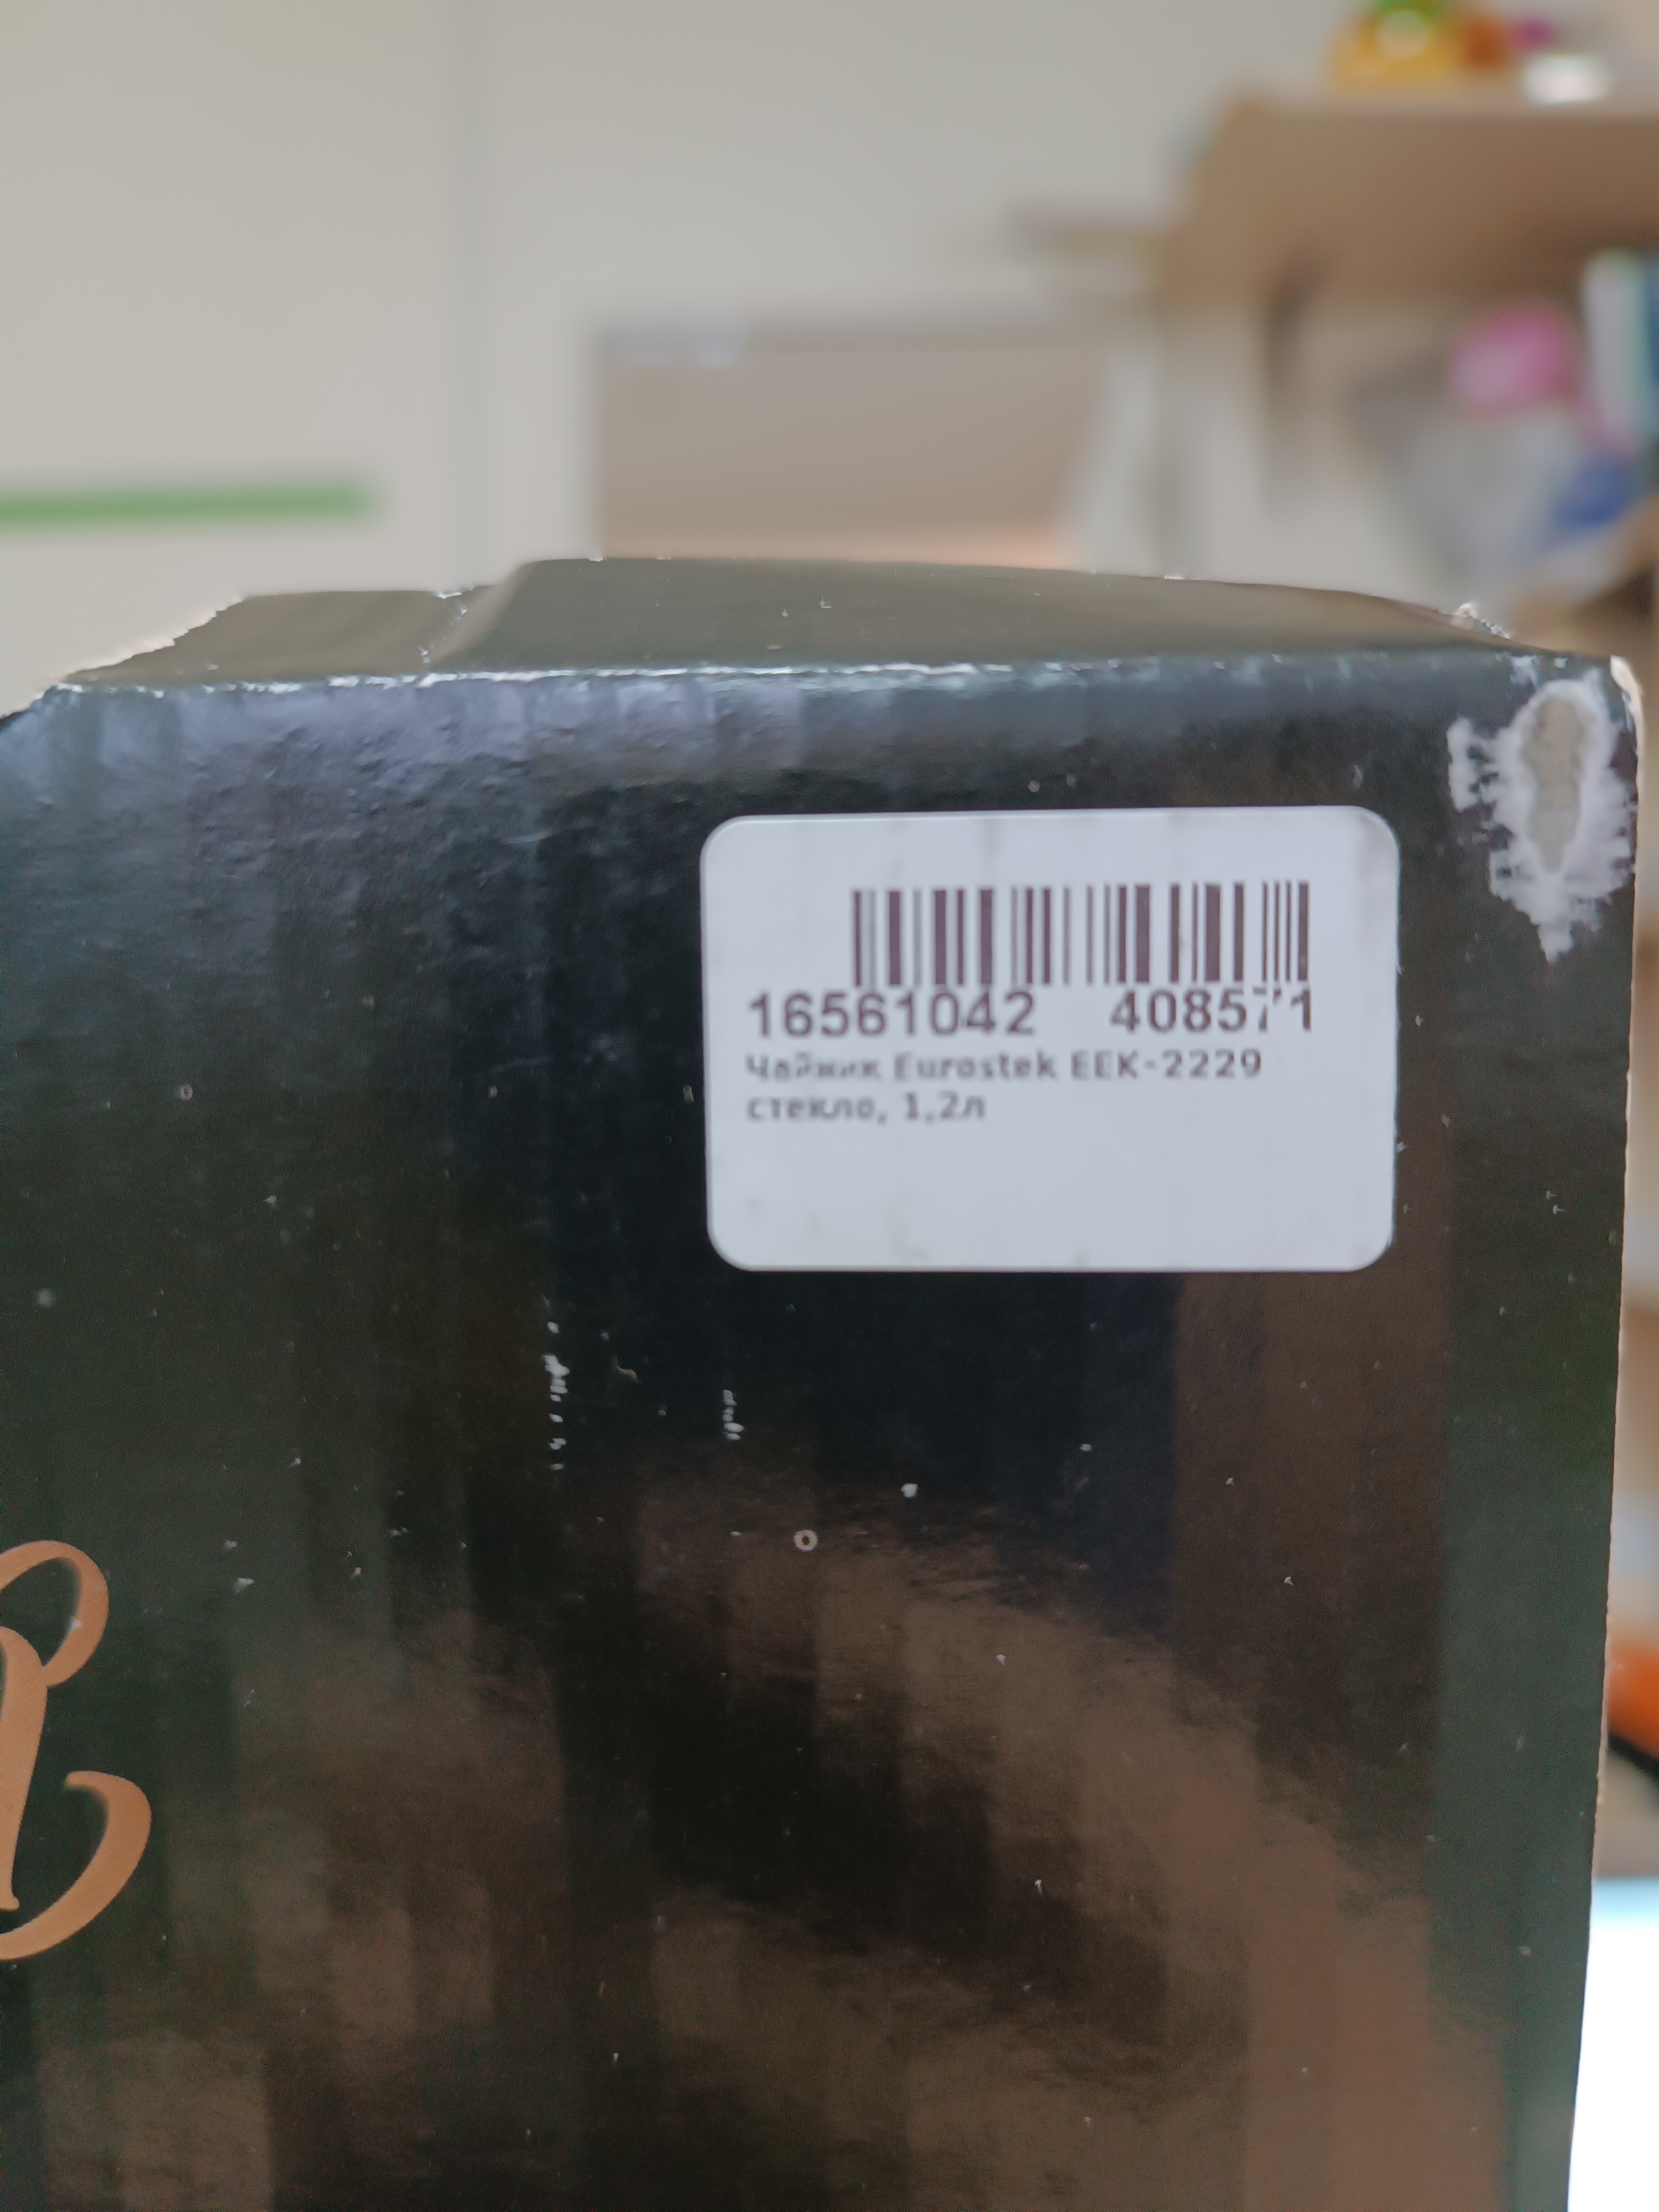 16561042 408571
Чайник Eurostek EEK-2229
стекло, 1,2л